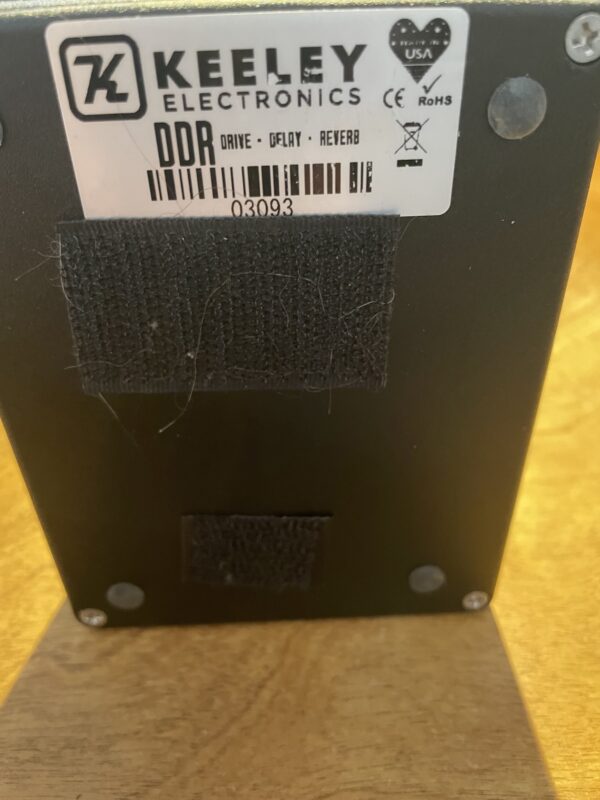 K
KEELEY
ELECTRONICS
USA
CE RoHS
DDR DRIVE - DELAY - REVERB
03093